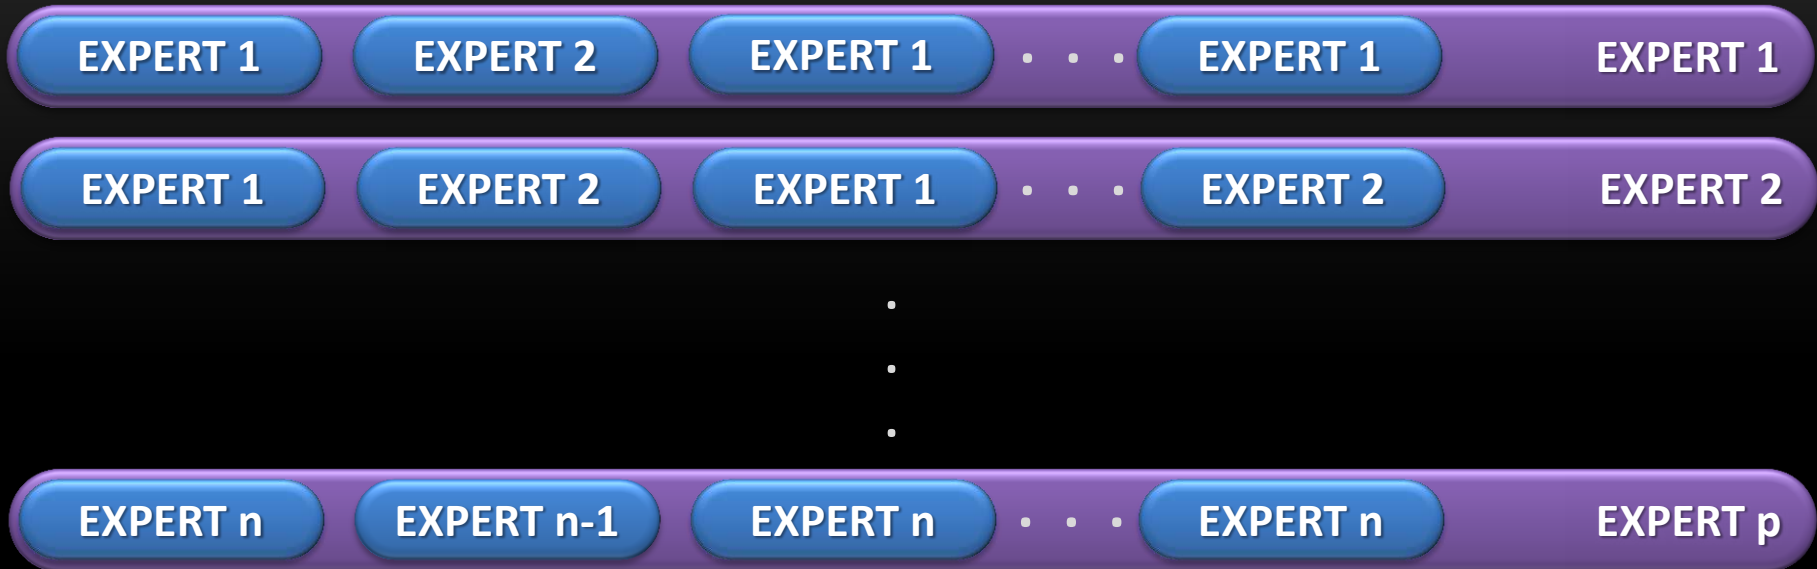 EXPERT 1 EXPERT 2 EXPERT 1 . . . EXPERT 1 EXPERT 1
EXPERT 1 EXPERT 2 EXPERT 1 . . . EXPERT 2 EXPERT 2
.
.
.
EXPERT n EXPERT n-1 EXPERT n . . . EXPERT n EXPERT p